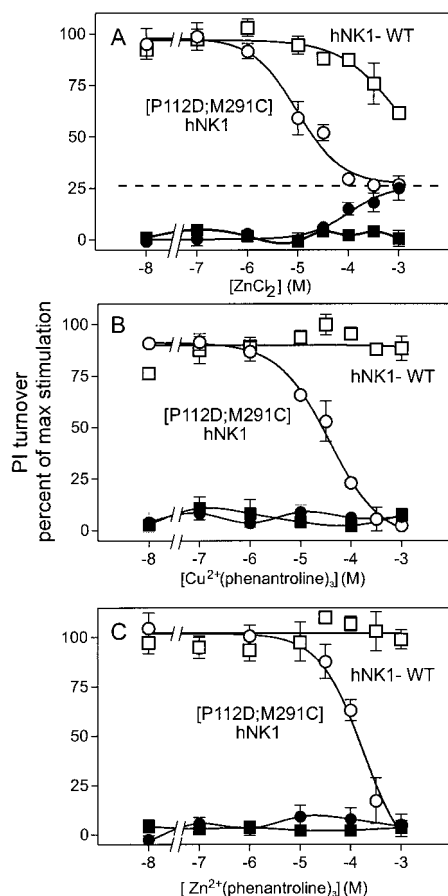 PI turnover
percent of max stimulation
A
hNK1- WT
[P112D;M291C]
hNK1
100
75
50
25
0
-8 -7 -6 -5 -4 -3
[ZnCl2] (M)
B
hNK1- WT
[P112D;M291C]
hNK1
100
75
50
25
0
-8 -7 -6 -5 -4 -3
[Cu2+(phenantroline)3] (M)
C
hNK1- WT
[P112D;M291C]
hNK1
100
75
50
25
0
-8 -7 -6 -5 -4 -3
[ Zn2+(phenantroline)3] (M)